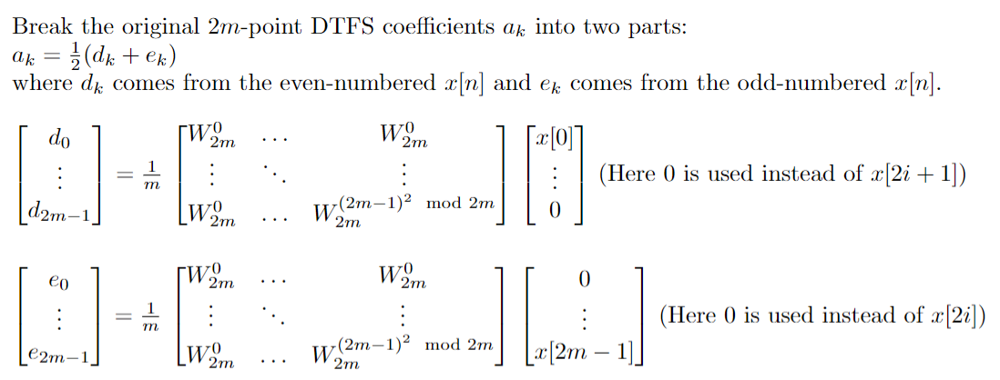 Break the original 2m-point DTFS coefficients a_k into two parts:
a_k = \frac{1}{2}(d_k + e_k)
where d_k comes from the even-numbered x[n] and e_k comes from the odd-numbered x[n].
\begin{bmatrix} d_0 \\ \vdots \\ d_{2m-1} \end{bmatrix} = \frac{1}{m} \begin{bmatrix} W_{2m}^0 & \cdots & W_{2m}^0 \\ \vdots & \ddots & \vdots \\ W_{2m}^0 & \cdots & W_{2m}^{(2m-1)^2 \mod 2m} \end{bmatrix} \begin{bmatrix} x[0] \\ \vdots \\ 0 \end{bmatrix} (Here 0 is used instead of x[2i + 1])
\begin{bmatrix} e_0 \\ \vdots \\ e_{2m-1} \end{bmatrix} = \frac{1}{m} \begin{bmatrix} W_{2m}^0 & \cdots & W_{2m}^0 \\ \vdots & \ddots & \vdots \\ W_{2m}^0 & \cdots & W_{2m}^{(2m-1)^2 \mod 2m} \end{bmatrix} \begin{bmatrix} 0 \\ \vdots \\ x[2m - 1] \end{bmatrix} (Here 0 is used instead of x[2i])